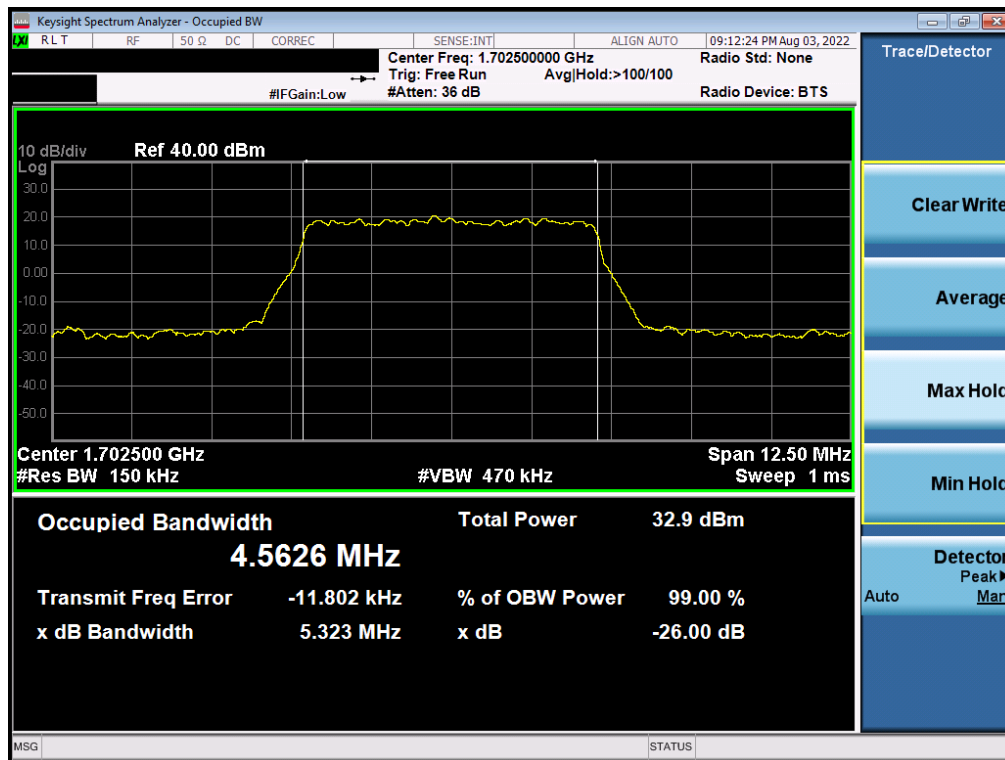 Keysight Spectrum Analyzer - Occupied BW
LXI RLT RF 50 Ω DC CORREC SENSE:INT ALIGN AUTO 09:12:24 PM Aug 03, 2022
Center Freq: 1.702500000 GHz Radio Std: None
Trig: Free Run Avg|Hold:>100/100
#IFGain:Low #Atten: 36 dB Radio Device: BTS
Trace/Detector
10 dB/div Ref 40.00 dBm
Log
30.0
20.0
10.0
0.00
-10.0
-20.0
-30.0
-40.0
-50.0
Center 1.702500 GHz Span 12.50 MHz
#Res BW 150 kHz #VBW 470 kHz Sweep 1 ms
Occupied Bandwidth Total Power 32.9 dBm
4.5626 MHz
Transmit Freq Error -11.802 kHz % of OBW Power 99.00 %
x dB Bandwidth 5.323 MHz x dB -26.00 dB
Clear Write
Average
Max Hold
Min Hold
Detector
Peak
Auto Man
MSG STATUS